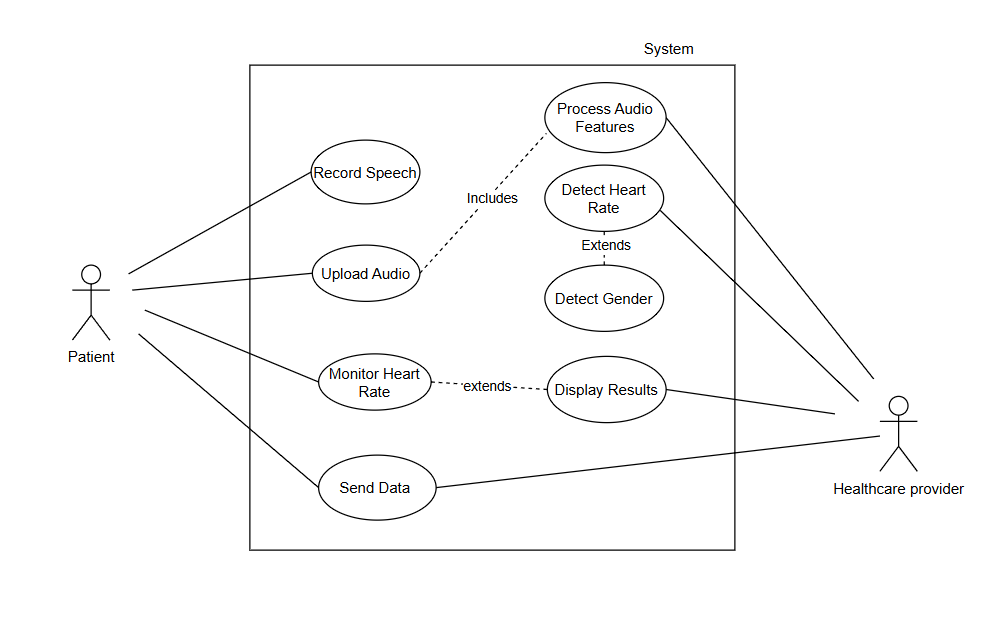 System
Process Audio
Features
Record Speech
Detect Heart
Rate
Includes
Extends
Upload Audio
Detect Gender
Patient
Monitor Heart
Rate
extends
Display Results
Send Data
Healthcare provider